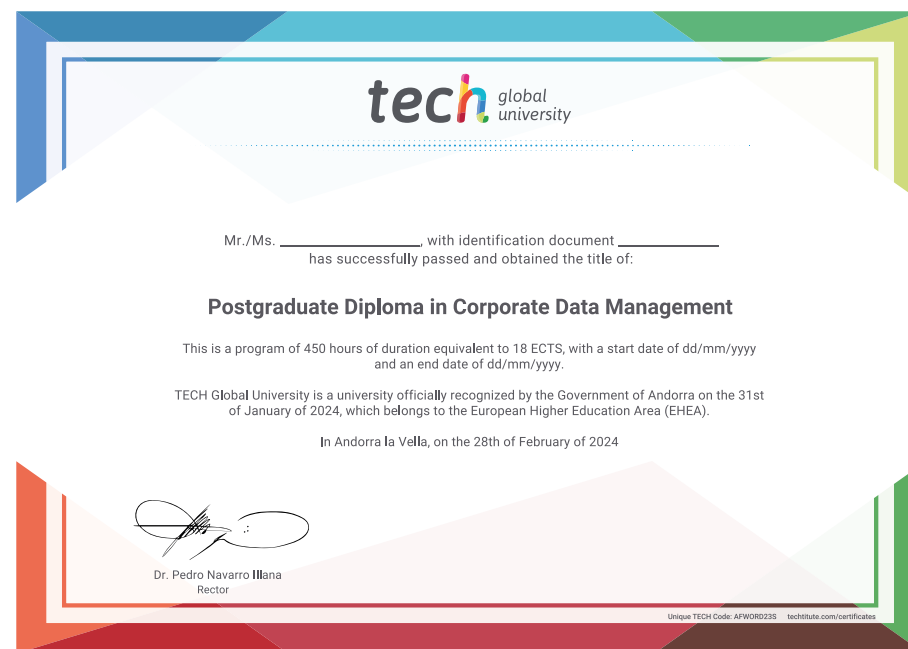 tech global university
Mr./Ms. ____________________, with identification document ______________
has successfully passed and obtained the title of:
Postgraduate Diploma in Corporate Data Management
This is a program of 450 hours of duration equivalent to 18 ECTS, with a start date of dd/mm/yyyy
and an end date of dd/mm/yyyy.
TECH Global University is a university officially recognized by the Government of Andorra on the 31st
of January of 2024, which belongs to the European Higher Education Area (EHEA).
In Andorra la Vella, on the 28th of February of 2024
Dr. Pedro Navarro Illana
Rector
Unique TECH Code: AFWORD23S techtitute.com/certificates